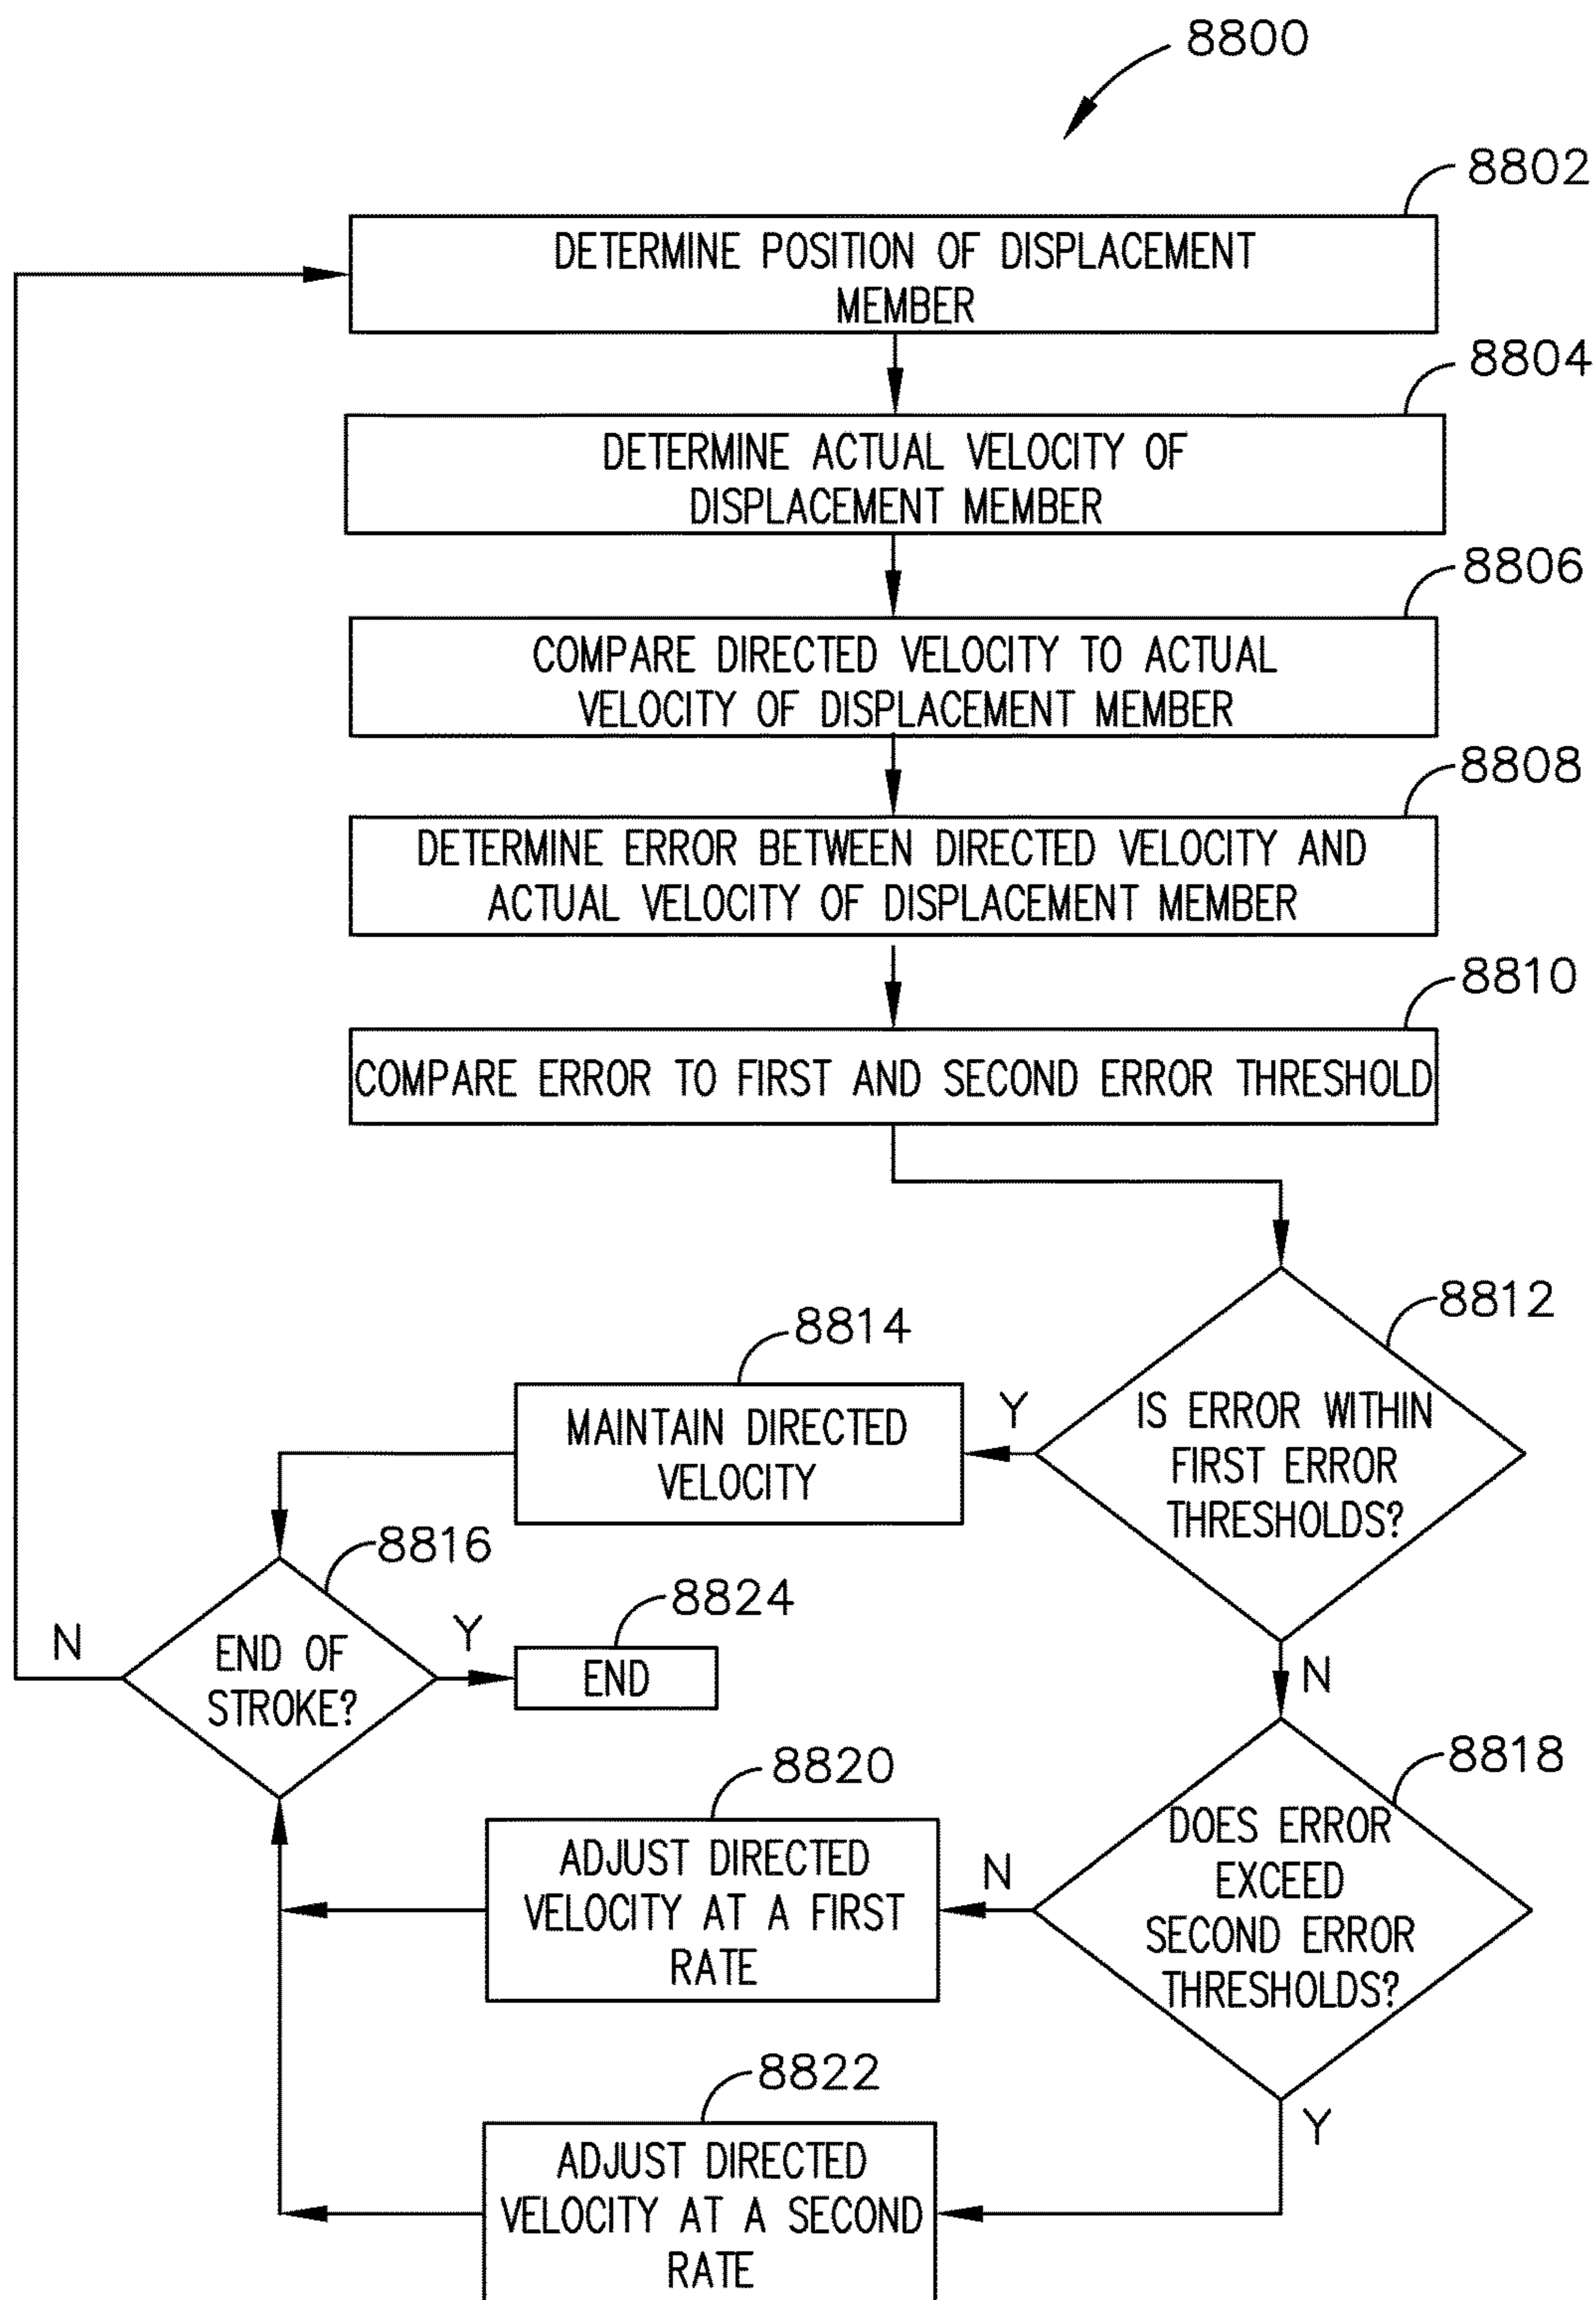 8800
8802
DETERMINE POSITION OF DISPLACEMENT
MEMBER
8804
DETERMINE ACTUAL VELOCITY OF
DISPLACEMENT MEMBER
8806
COMPARE DIRECTED VELOCITY TO ACTUAL
VELOCITY OF DISPLACEMENT MEMBER
8808
DETERMINE ERROR BETWEEN DIRECTED VELOCITY AND
ACTUAL VELOCITY OF DISPLACEMENT MEMBER
8810
COMPARE ERROR TO FIRST AND SECOND ERROR THRESHOLD
8812
IS ERROR WITHIN
FIRST ERROR
THRESHOLDS?
Y
8814
MAINTAIN DIRECTED
VELOCITY
8816
END OF
STROKE?
N
Y
8824
END
N
8818
DOES ERROR
EXCEED
SECOND ERROR
THRESHOLDS?
N
8820
ADJUST DIRECTED
VELOCITY AT A FIRST
RATE
Y
8822
ADJUST DIRECTED
VELOCITY AT A SECOND
RATE